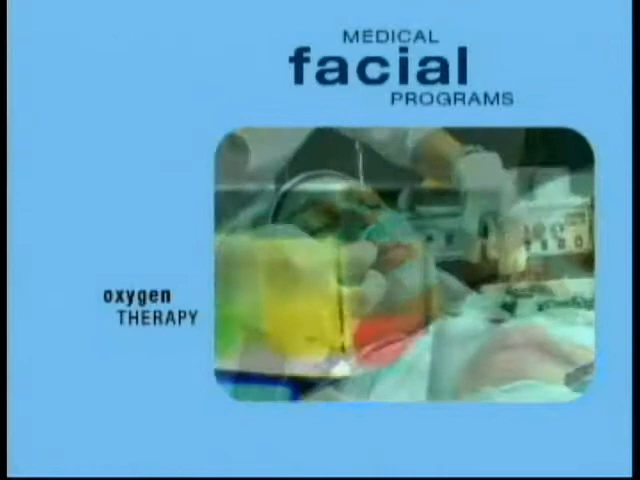 MEDICAL
facial
PROGRAMS
oxygen
THERAPY